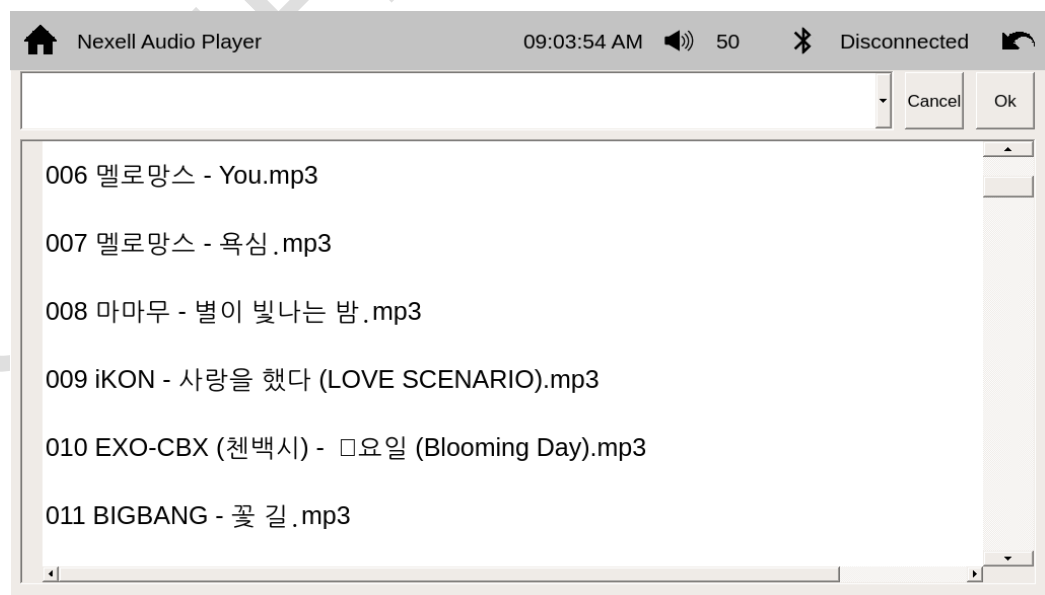 Nexell Audio Player 09:03:54 AM 50 Disconnected
Cancel Ok
006 멜로망스 - You.mp3
007 멜로망스 - 욕심.mp3
008 마마무 - 별이 빛나는 밤.mp3
009 iKON - 사랑을 했다 (LOVE SCENARIO).mp3
010 EXO-CBX (첸백시) - □요일 (Blooming Day).mp3
011 BIGBANG - 꽃 길.mp3